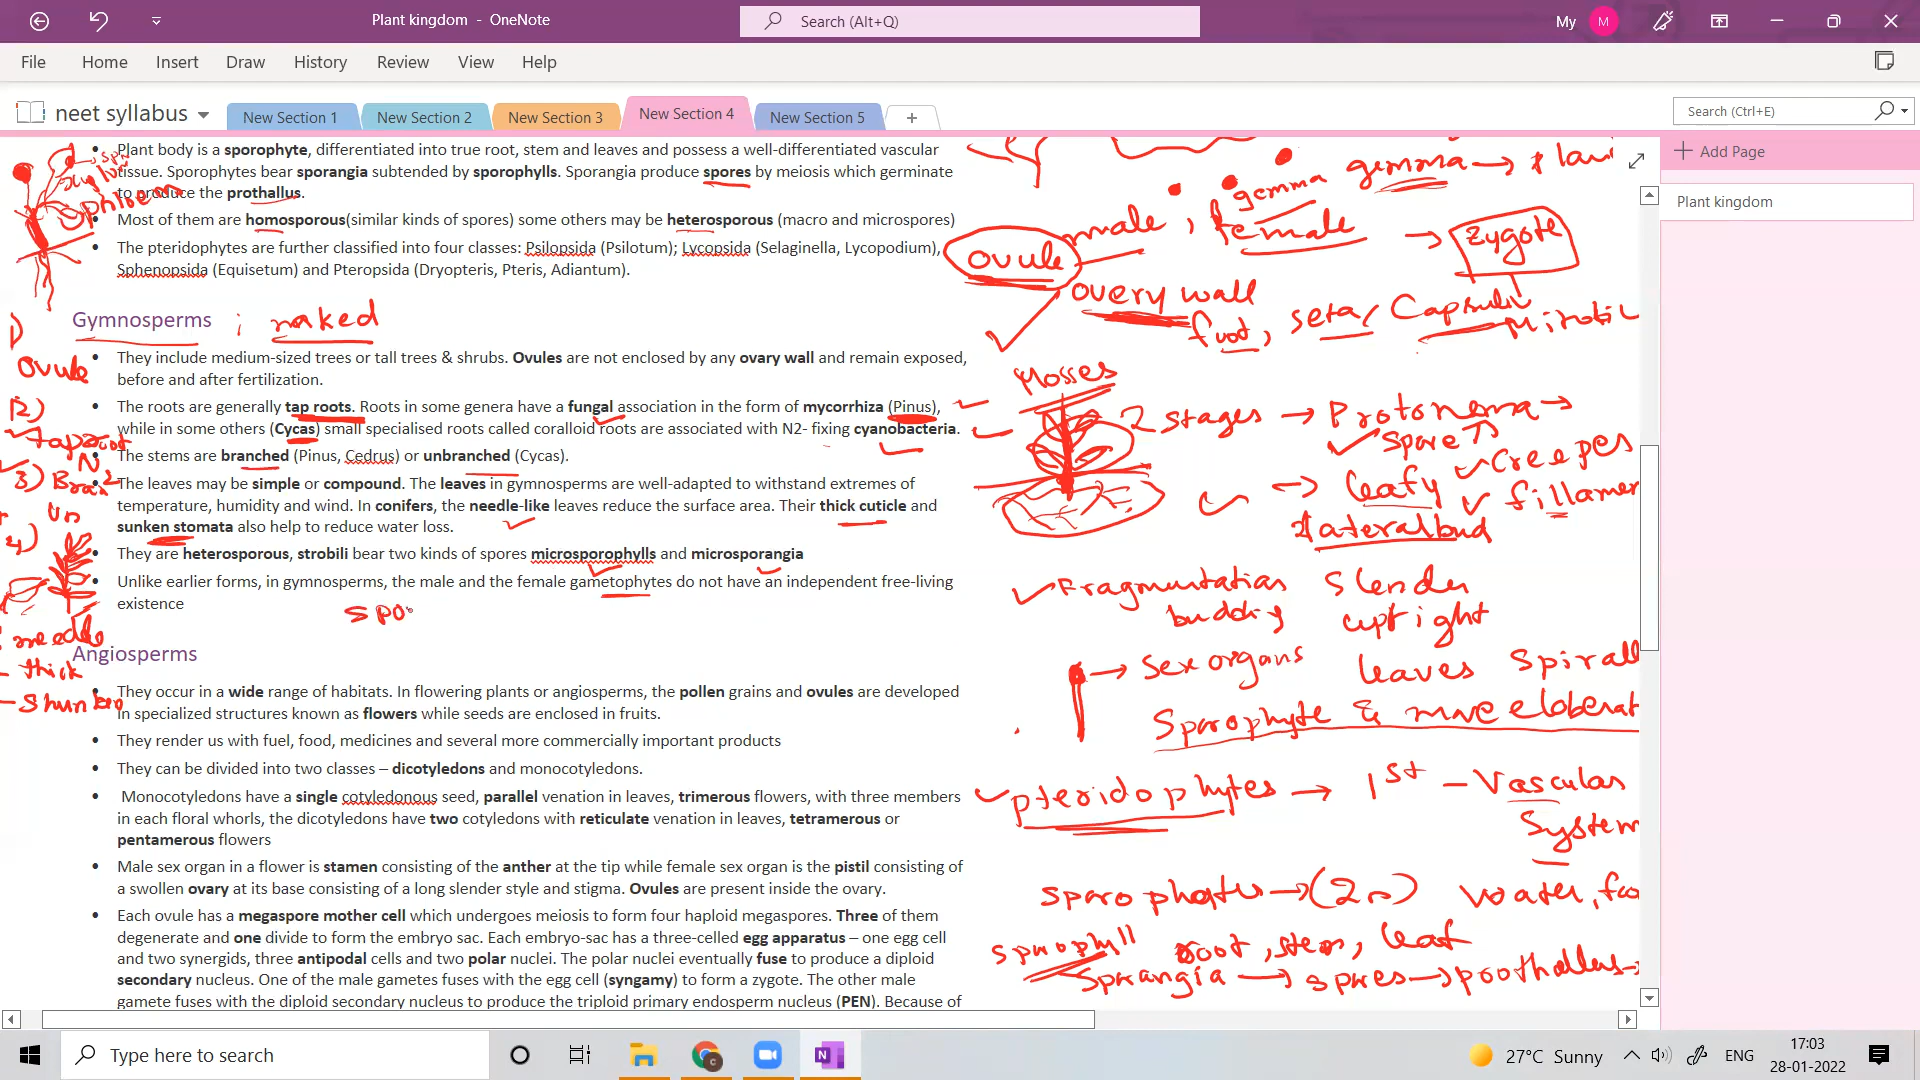 Plant kingdom - OneNote
Search (Alt+Q)
My M
File Home Insert Draw History Review View Help
neet syllabus
New Section 1 New Section 2 New Section 3 New Section 4 New Section 5 +
Search (Ctrl+E)
Add Page
Plant kingdom
Plant body is a sporophyte, differentiated into true root, stem and leaves and possess a well-differentiated vascular
tissue. Sporophytes bear sporangia subtended by sporophylls. Sporangia produce spores by meiosis which germinate
to produce the prothallus.
Most of them are homosporous(similar kinds of spores) some others may be heterosporous (macro and microspores)
The pteridophytes are further classified into four classes: Psilopsida (Psilotum); Lycopsida (Selaginella, Lycopodium),
Sphenopsida (Equisetum) and Pteropsida (Dryopteris, Pteris, Adiantum).
Gymnosperms ; naked
They include medium-sized trees or tall trees & shrubs. Ovules are not enclosed by any ovary wall and remain exposed,
before and after fertilization.
The roots are generally tap roots. Roots in some genera have a fungal association in the form of mycorrhiza (Pinus),
while in some others (Cycas) small specialised roots called coralloid roots are associated with N2- fixing cyanobacteria.
The stems are branched (Pinus, Cedrus) or unbranched (Cycas).
The leaves may be simple or compound. The leaves in gymnosperms are well-adapted to withstand extremes of
temperature, humidity and wind. In conifers, the needle-like leaves reduce the surface area. Their thick cuticle and
sunken stomata also help to reduce water loss.
They are heterosporous, strobili bear two kinds of spores microsporophylls and microsporangia
Unlike earlier forms, in gymnosperms, the male and the female gametophytes do not have an independent free-living
existence
spo
Angiosperms
They occur in a wide range of habitats. In flowering plants or angiosperms, the pollen grains and ovules are developed
in specialized structures known as flowers while seeds are enclosed in fruits.
They render us with fuel, food, medicines and several more commercially important products
They can be divided into two classes – dicotyledons and monocotyledons.
Monocotyledons have a single cotyledonous seed, parallel venation in leaves, trimerous flowers, with three members
in each floral whorls, the dicotyledons have two cotyledons with reticulate venation in leaves, tetramerous or
pentamerous flowers
Male sex organ in a flower is stamen consisting of the anther at the tip while female sex organ is the pistil consisting of
a swollen ovary at its base consisting of a long slender style and stigma. Ovules are present inside the ovary.
Each ovule has a megaspore mother cell which undergoes meiosis to form four haploid megaspores. Three of them
degenerate and one divide to form the embryo sac. Each embryo-sac has a three-celled egg apparatus – one egg cell
and two synergids, three antipodal cells and two polar nuclei. The polar nuclei eventually fuse to produce a diploid
secondary nucleus. One of the male gametes fuses with the egg cell (syngamy) to form a zygote. The other male
gamete fuses with the diploid secondary nucleus to produce the triploid primary endosperm nucleus (PEN). Because of
Ovule
2)
tap root
N2
3) Bran
Un
4)
needle
- thick
- Shunken
gemma gemma →
male, female → Zygote
ovule
overy wall
foot, seta/ Capsule
Mosses
2 stages → Protonema →
spore
creepes
→ leafy fillamen
lateral bud
Fragmentation slender
budding upright
→ sex organs leaves spirall
Sporophyte & more eloberat
pteridophytes → 1st – Vascular
System
sporophytes → (2n) water, foo
sporophyll root, stem, leaf
Sporangia → spores → prothallus →
Type here to search
27°C Sunny
ENG
17:03
28-01-2022